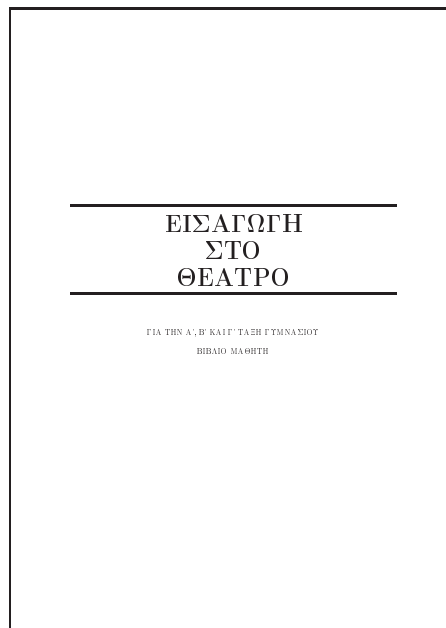 ΕΙΣΑΓΩΓΗ
ΣΤΟ
ΘΕΑΤΡΟ
ΓΙΑ ΤΗΝ Α', Β' ΚΑΙ Γ' ΤΑΞΗ ΓΥΜΝΑΣΙΟΥ
ΒΙΒΛΙΟ ΜΑΘΗΤΗ